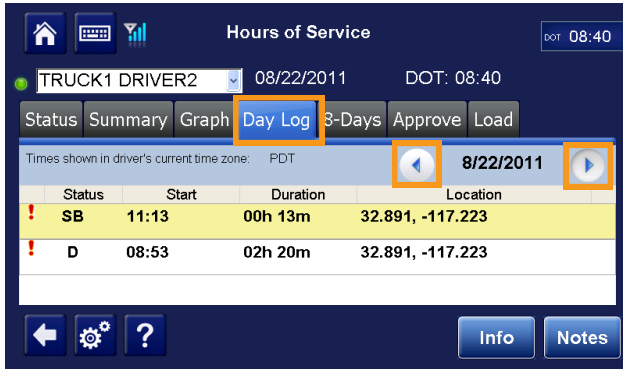 Hours of Service
DOT 08:40
TRUCK1 DRIVER2 08/22/2011 DOT: 08:40
Status Summary Graph Day Log 8-Days Approve Load
Times shown in driver's current time zone: PDT 8/22/2011
Status Start Duration Location
! SB 11:13 00h 13m 32.891, -117.223
! D 08:53 02h 20m 32.891, -117.223
? Info Notes